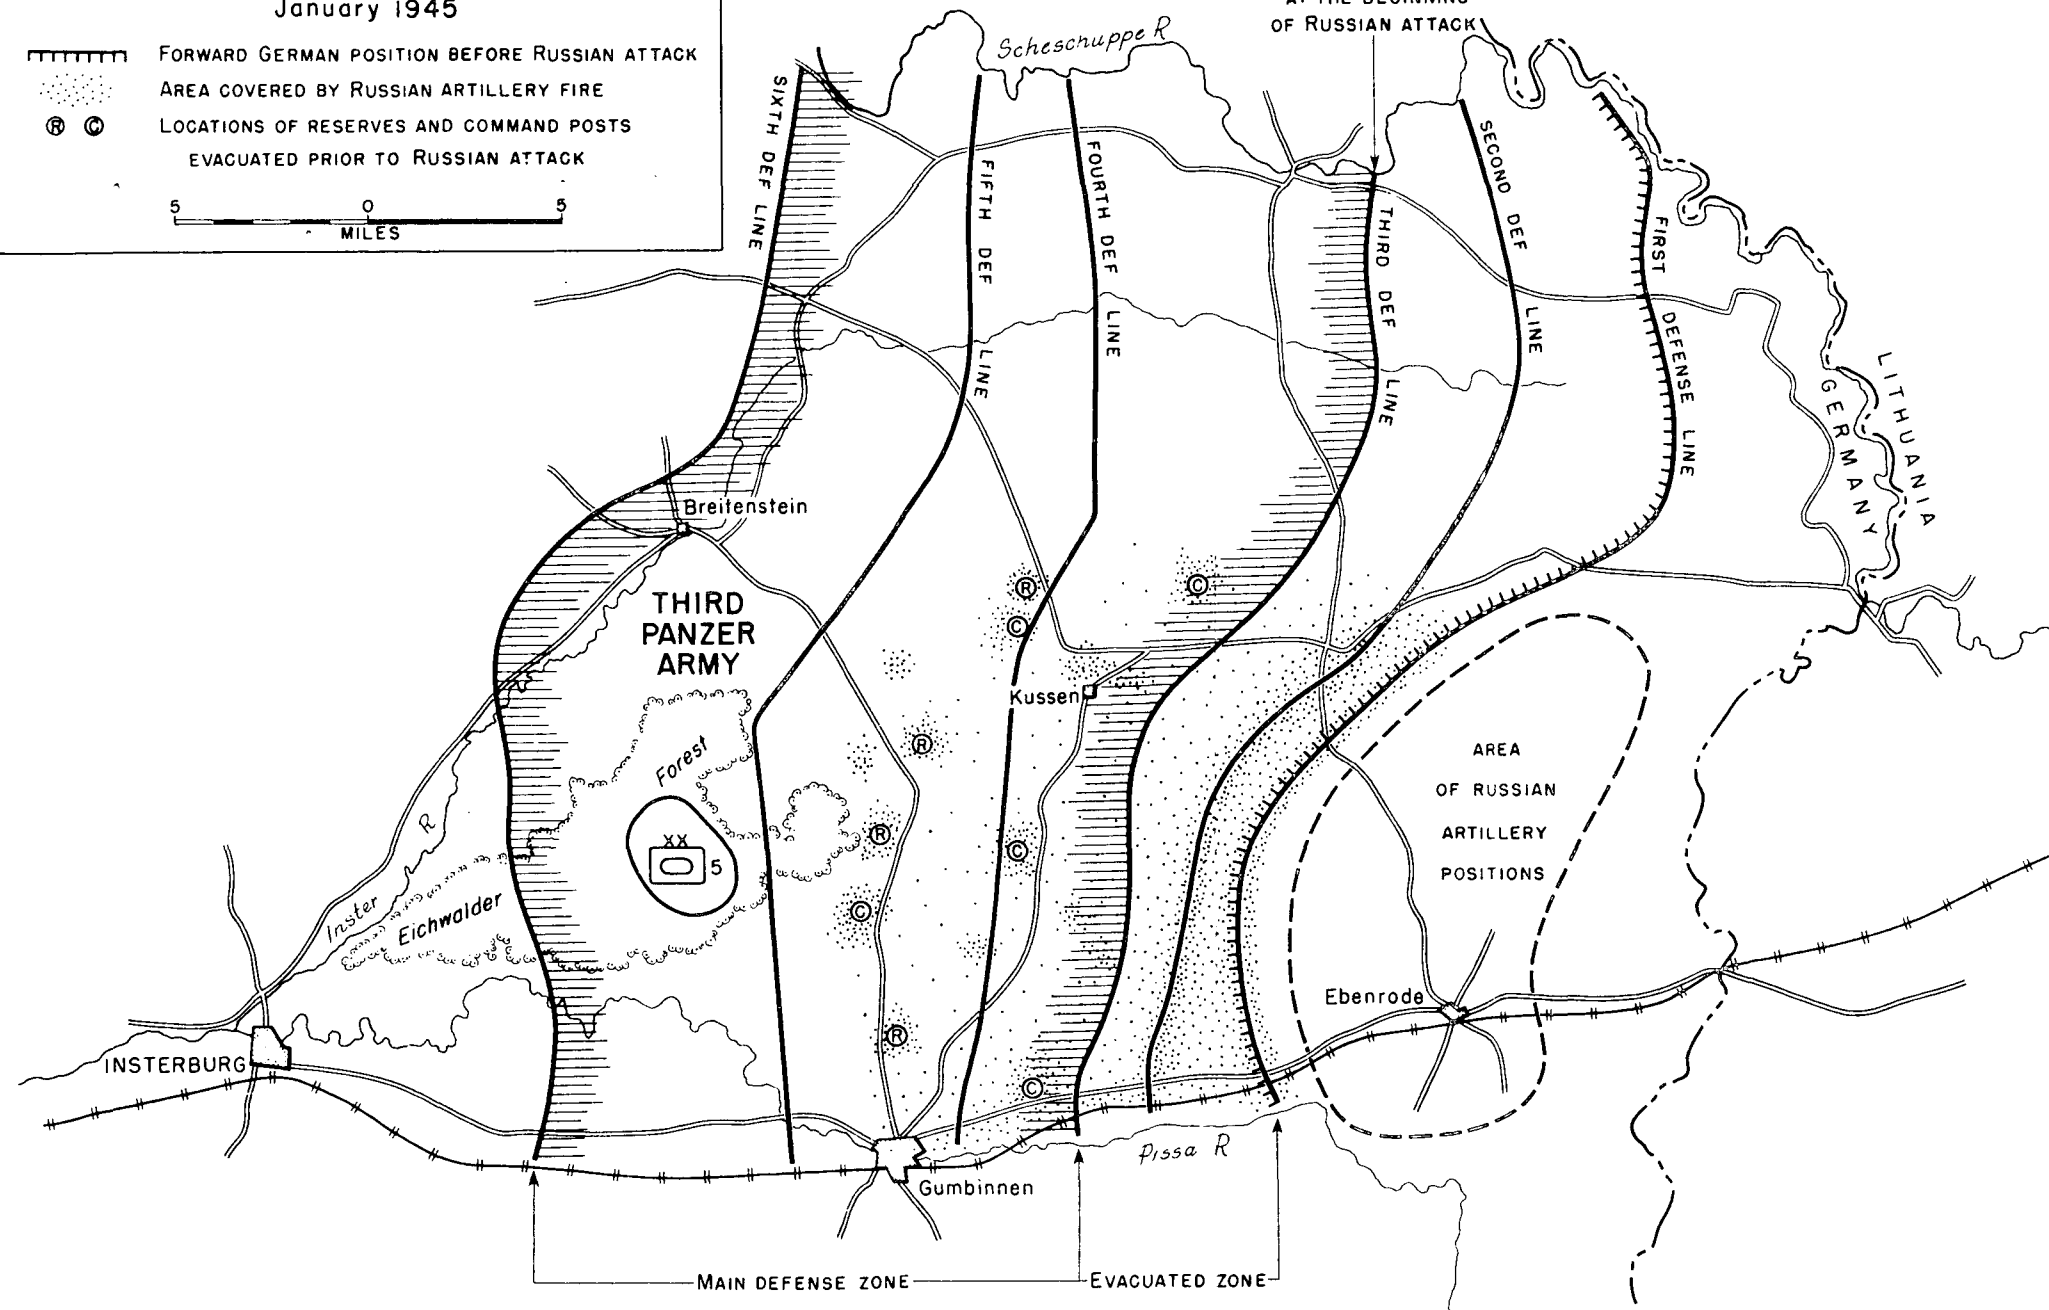 January 1945
FORWARD GERMAN POSITION BEFORE RUSSIAN ATTACK
AREA COVERED BY RUSSIAN ARTILLERY FIRE
R C LOCATIONS OF RESERVES AND COMMAND POSTS
EVACUATED PRIOR TO RUSSIAN ATTACK
5 0 5
MILES
AT THE BEGINNING
OF RUSSIAN ATTACK
Scheschuppe R
SIXTH DEF LINE
FIFTH DEF LINE
FOURTH DEF LINE
THIRD DEF LINE
SECOND DEF LINE
FIRST DEFENSE LINE
LITHUANIA
GERMANY
Breitenstein
THIRD
PANZER
ARMY
R
C
C
Kussen
Forest
R
XX
5
R
C
C
AREA
OF RUSSIAN
ARTILLERY
POSITIONS
Inster R
Eichwalder
R
Ebenrode
INSTERBURG
C
Pissa R
Gumbinnen
MAIN DEFENSE ZONE
EVACUATED ZONE